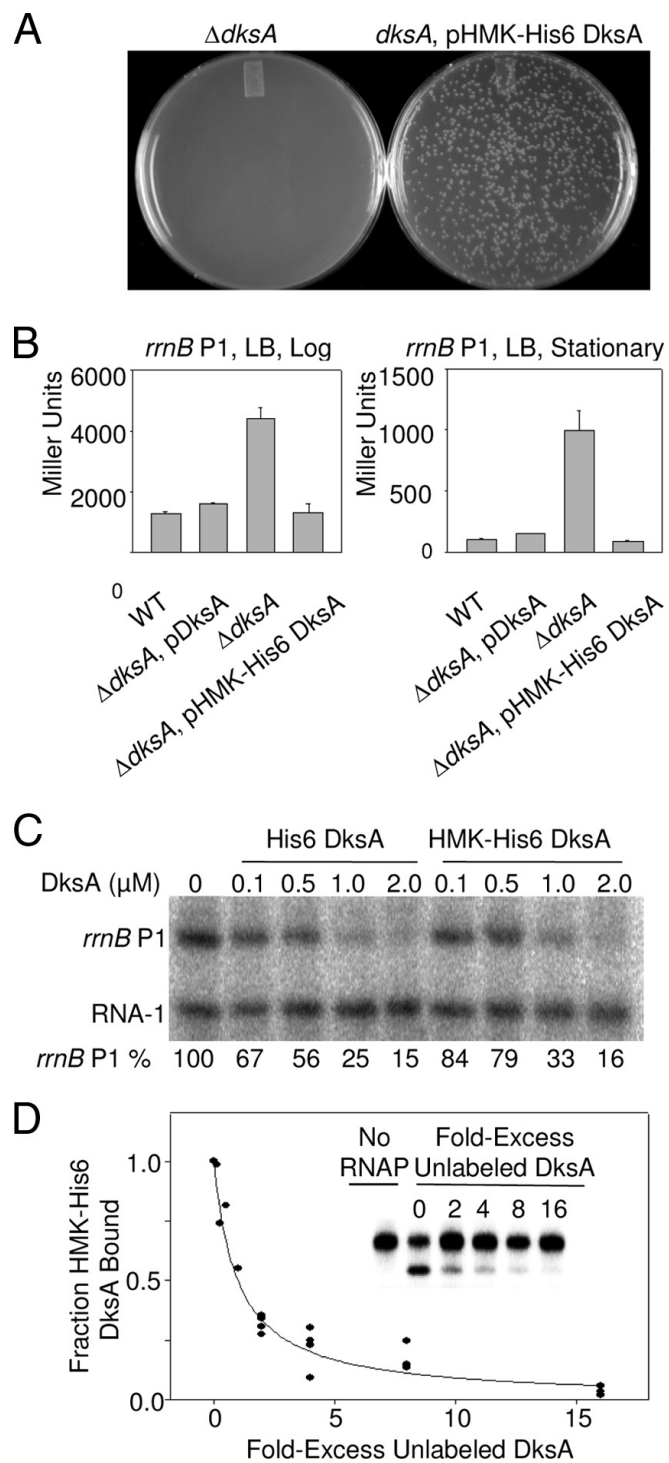 A
ΔdksA
dksA, pHMK-His6 DksA
B
rrnB P1, LB, Log
Miller Units
6000
4000
2000
0
WT
ΔdksA, pDksA
ΔdksA
ΔdksA, pHMK-His6 DksA
rrnB P1, LB, Stationary
Miller Units
1500
1000
500
0
WT
ΔdksA, pDksA
ΔdksA
ΔdksA, pHMK-His6 DksA
C
His6 DksA HMK-His6 DksA
DksA (μM) 0 0.1 0.5 1.0 2.0 0.1 0.5 1.0 2.0
rrnB P1
RNA-1
rrnB P1 % 100 67 56 25 15 84 79 33 16
D
No Fold-Excess
RNAP Unlabeled DksA
0 2 4 8 16
Fraction HMK-His6
DksA Bound
1.0
0.5
0.0
0 5 10 15
Fold-Excess Unlabeled DksA